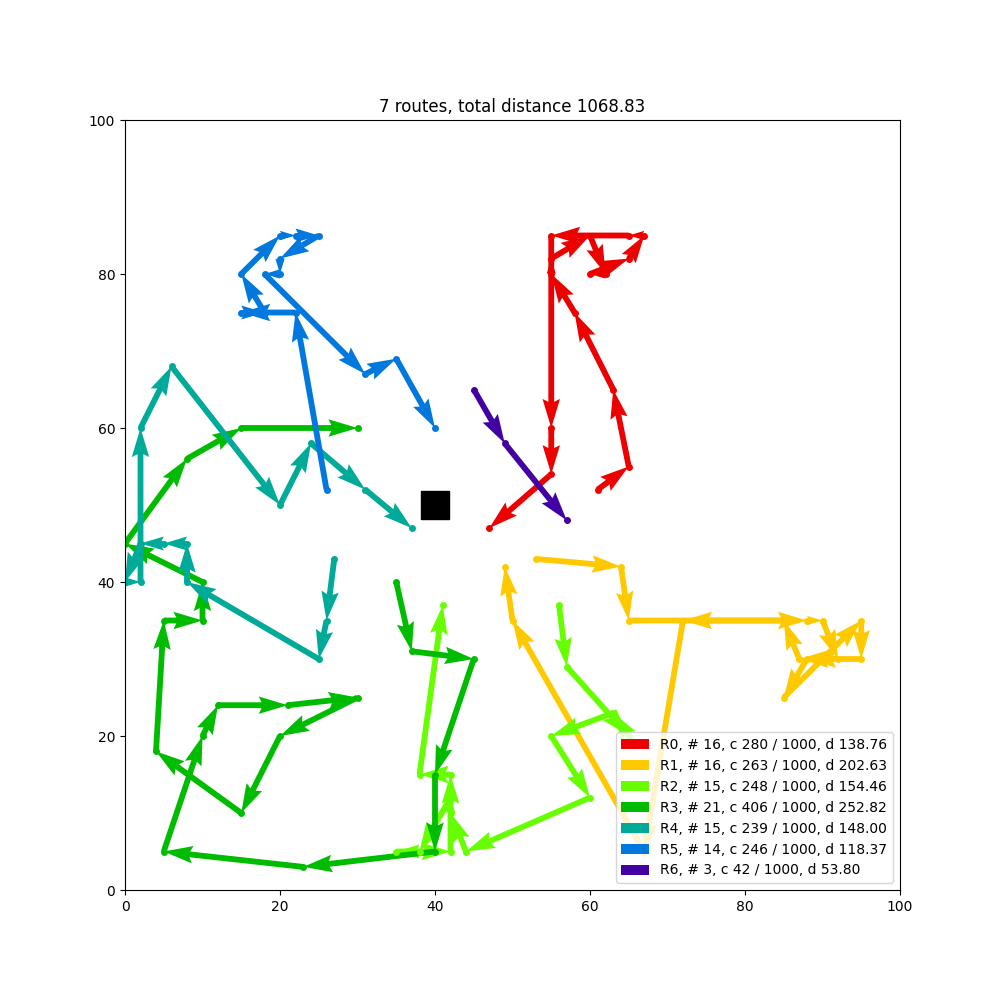 7 routes, total distance 1068.83
100
80
60
40
20
0
0 20 40 60 80 100
R0, # 16, c 280 / 1000, d 138.76
R1, # 16, c 263 / 1000, d 202.63
R2, # 15, c 248 / 1000, d 154.46
R3, # 21, c 406 / 1000, d 252.82
R4, # 15, c 239 / 1000, d 148.00
R5, # 14, c 246 / 1000, d 118.37
R6, # 3, c 42 / 1000, d 53.80